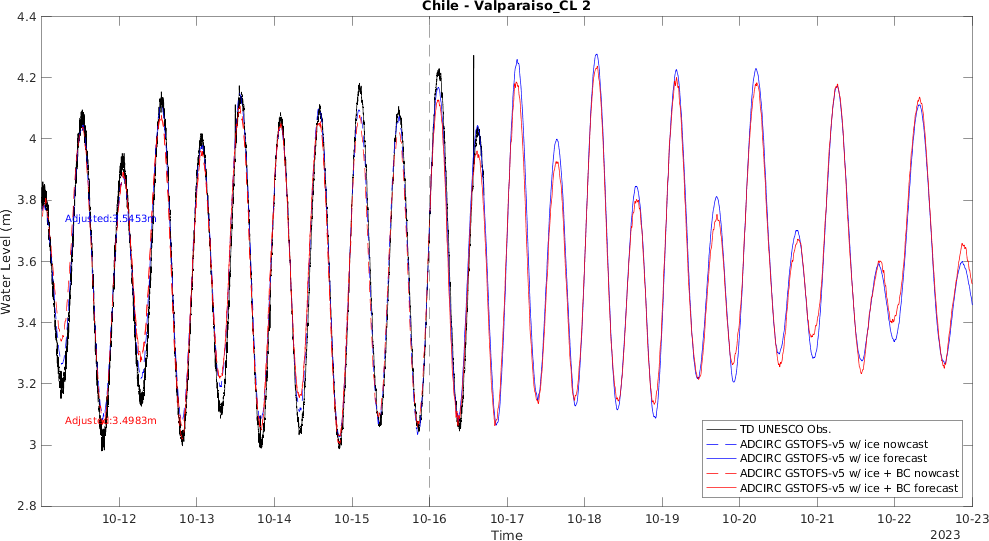 Chile - Valparaiso_CL 2
4.4
4.2
4
3.8
3.6
3.4
3.2
3
2.8
Water Level (m)
Adjusted:3.5453m
Adjusted:3.4983m
TD UNESCO Obs.
ADCIRC GSTOFS-v5 w/ ice nowcast
ADCIRC GSTOFS-v5 w/ ice forecast
ADCIRC GSTOFS-v5 w/ ice + BC nowcast
ADCIRC GSTOFS-v5 w/ ice + BC forecast
10-12 10-13 10-14 10-15 10-16 10-17 10-18 10-19 10-20 10-21 10-22 10-23
Time
2023